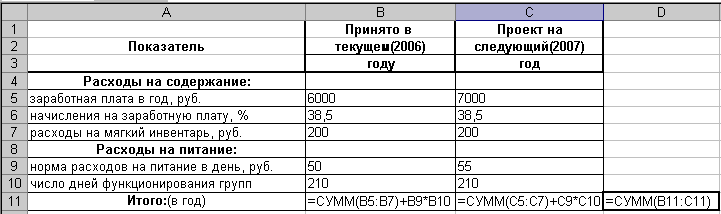 A B C D
1 Принято в Проект на
2 Показатель текущем(2006) следующий(2007)
3 году год
4 Расходы на содержание:
5 заработная плата в год, руб. 6000 7000
6 начисления на заработную плату, % 38,5 38,5
7 расходы на мягкий инвентарь, руб. 200 200
8 Расходы на питание:
9 норма расходов на питание в день, руб. 50 55
10 число дней функционирования групп 210 210
11 Итого:(в год) =СУММ(B5:B7)+B9*B10 =СУММ(C5:C7)+C9*C10 =СУММ(B11:C11)